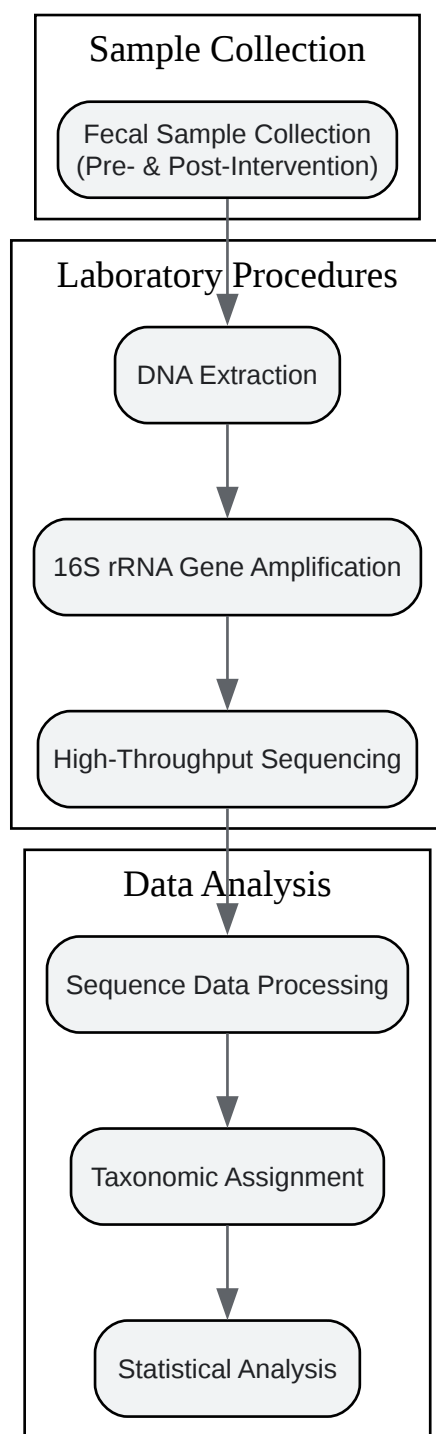 Sample Collection
Fecal Sample Collection
(Pre- & Post-Intervention)
Laboratory Procedures
DNA Extraction
16S rRNA Gene Amplification
High-Throughput Sequencing
Data Analysis
Sequence Data Processing
Taxonomic Assignment
Statistical Analysis